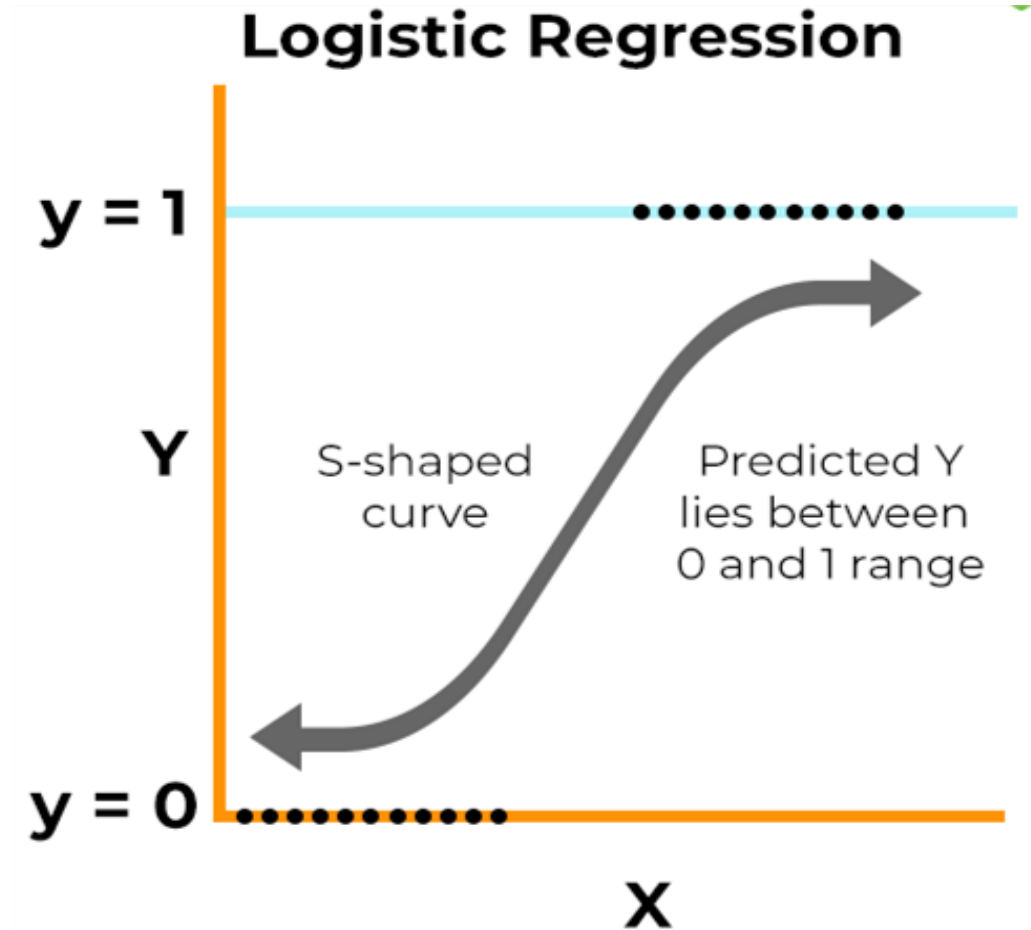 Logistic Regression
y = 1
Y
S-shaped
curve
Predicted Y
lies between
0 and 1 range
y = 0
X